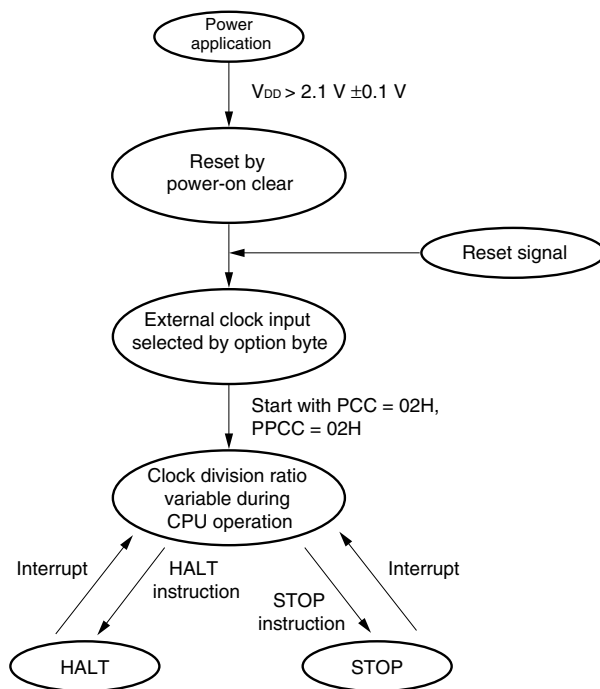 Power
application
VDD > 2.1 V ±0.1 V
Reset by
power-on clear
Reset signal
External clock input
selected by option byte
Start with PCC = 02H,
PPCC = 02H
Clock division ratio
variable during
CPU operation
Interrupt
HALT
instruction
STOP
instruction
Interrupt
HALT
STOP